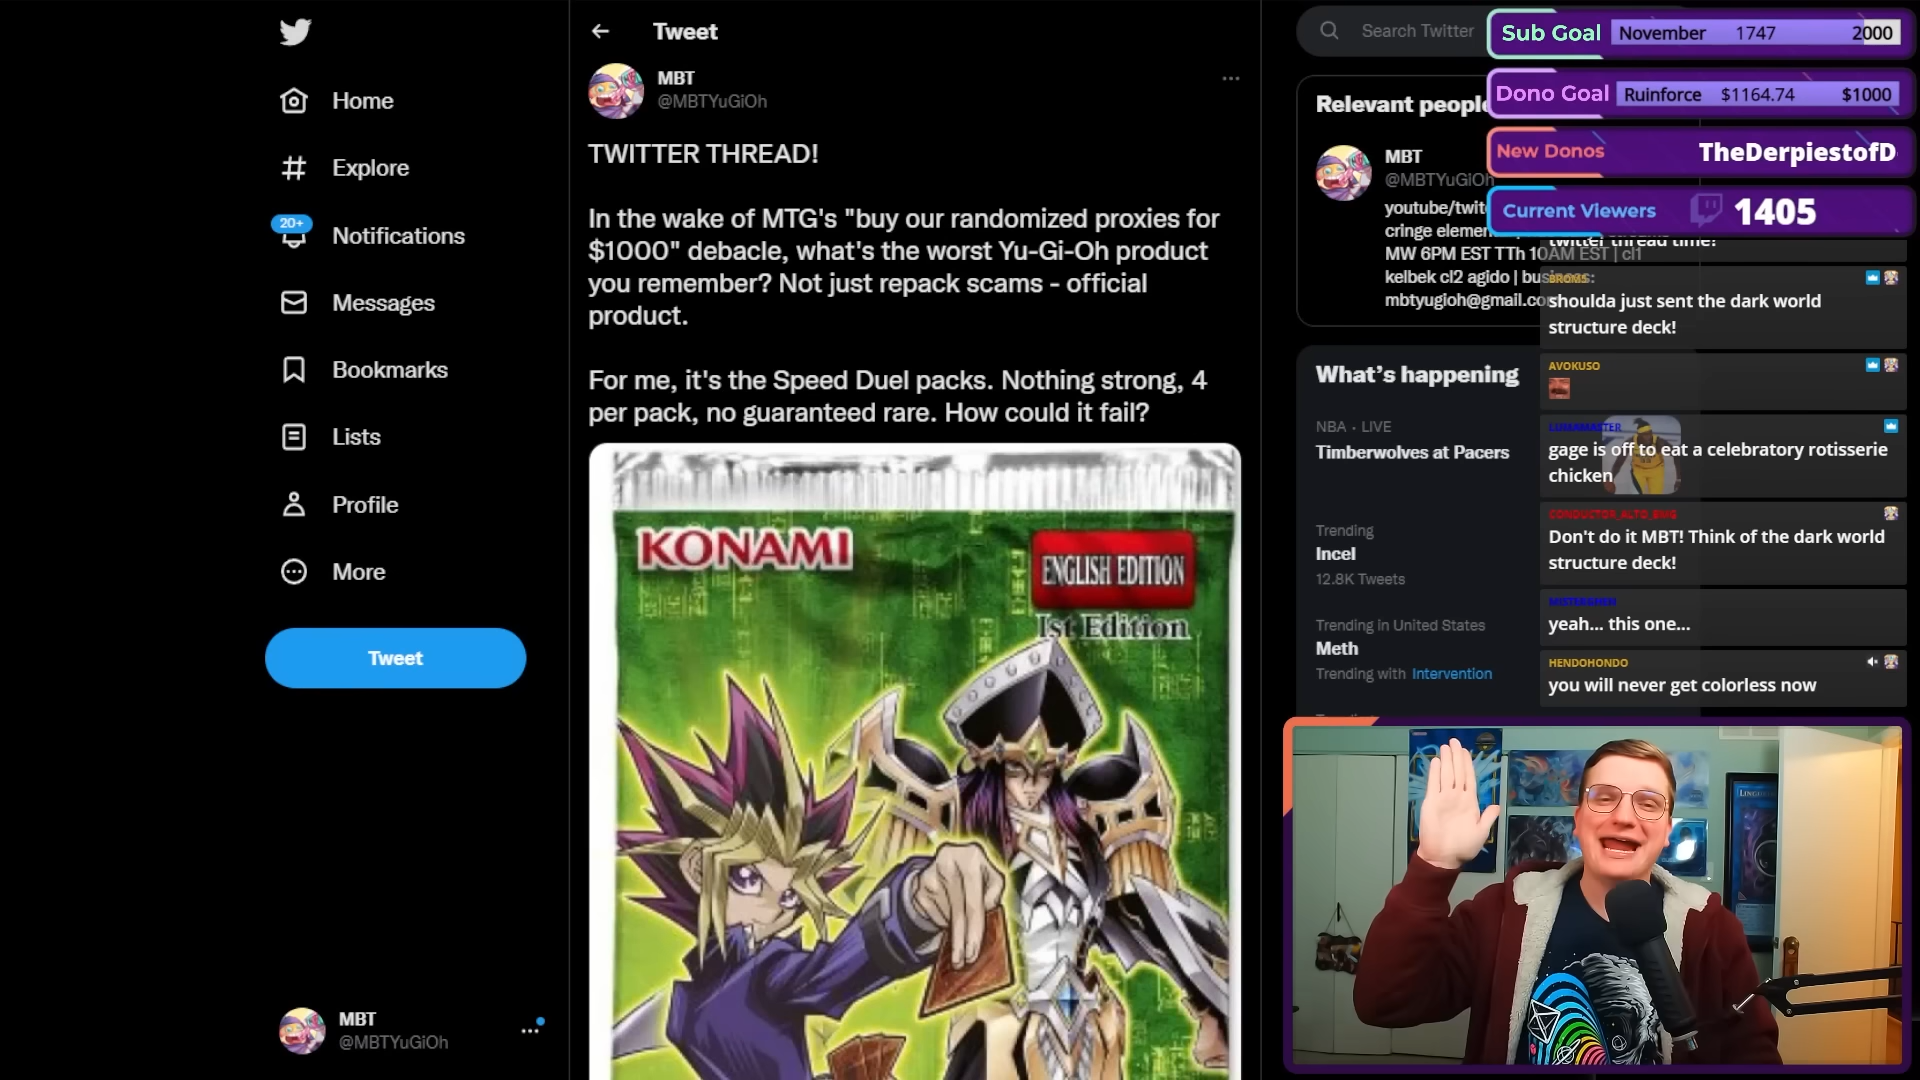 Home
Explore
20+
Notifications
Messages
Bookmarks
Lists
Profile
More
Tweet
MBT
@MBTYuGiOh
Tweet
MBT
@MBTYuGiOh
TWITTER THREAD!
In the wake of MTG's "buy our randomized proxies for
$1000" debacle, what's the worst Yu-Gi-Oh product
you remember? Not just repack scams - official
product.
For me, it's the Speed Duel packs. Nothing strong, 4
per pack, no guaranteed rare. How could it fail?
KONAMI
ENGLISH EDITION
1st Edition
Search Twitter
Relevant people
MBT
@MBTYuGiOh
youtube/twit
cringe elemen
MW 6PM EST TTh 10AM EST | cl1
kelbek cl2 agido | business:
mbtyugioh@gmail.co
What's happening
NBA · LIVE
Timberwolves at Pacers
Trending
Incel
12.8K Tweets
Trending in United States
Meth
Trending with Intervention
Sub Goal November 1747 2000
Dono Goal Ruinforce $1164.74 $1000
New Donos TheDerpiestofD
Current Viewers 1405
twitter thread time!
shoulda just sent the dark world
structure deck!
AVOKUSO
LUNAMASTER
gage is off to eat a celebratory rotisserie
chicken
CONDUCTOR_ALTO_BMG
Don't do it MBT! Think of the dark world
structure deck!
yeah... this one...
HENDOHONDO
you will never get colorless now